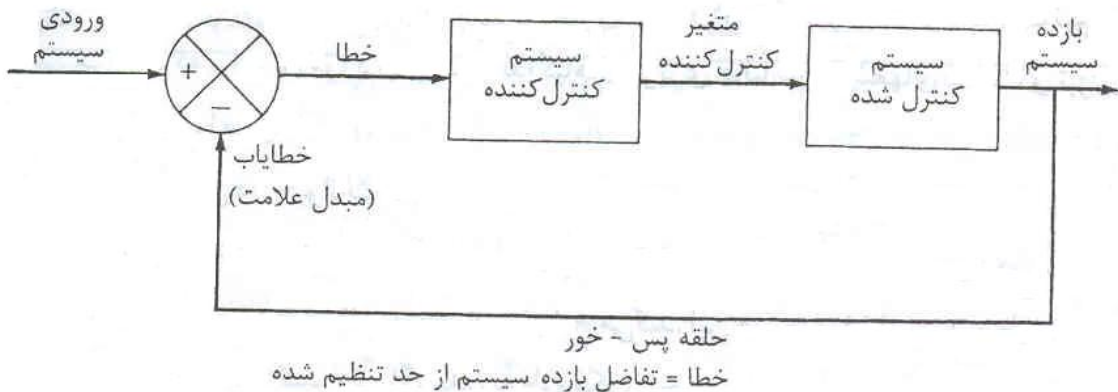 ورودی
سیستم
+
−
خطا
سیستم
کنترل کننده
متغیر
کنترل کننده
سیستم
کنترل شده
بازده
سیستم
خطایاب
(مبدل علامت)
حلقه پس - خور
خطا = تفاضل بازده سیستم از حد تنظیم شده